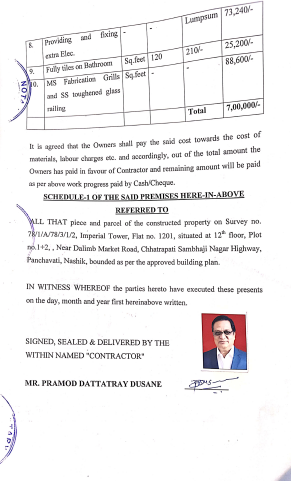 8. Providing and fixing extra Elec. - - Lumpsum 73,240/-
9. Fully tiles on Bathroom Sq.feet 120 210/- 25,200/-
10. MS Fabrication Grills and SS toughened glass railing Sq.feet - - 88,600/-
Total 7,00,000/-
It is agreed that the Owners shall pay the said cost towards the cost of
materials, labour charges etc. and accordingly, out of the total amount the
Owners has paid in favour of Contractor and remaining amount will be paid
as per above work progress paid by Cash/Cheque.
SCHEDULE-1 OF THE SAID PREMISES HERE-IN-ABOVE
REFERRED TO
ALL THAT piece and parcel of the constructed property on Survey no.
78/1/A/78/3/1/2, Imperial Tower, Flat no. 1201, situated at 12th floor, Plot
no.1+2, , Near Dalimb Market Road, Chhatrapati Sambhaji Nagar Highway,
Panchavati, Nashik, bounded as per the approved building plan.
IN WITNESS WHEREOF the parties hereto have executed these presents
on the day, month and year first hereinabove written.
SIGNED, SEALED & DELIVERED BY THE
WITHIN NAMED "CONTRACTOR"
MR. PRAMOD DATTATRAY DUSANE